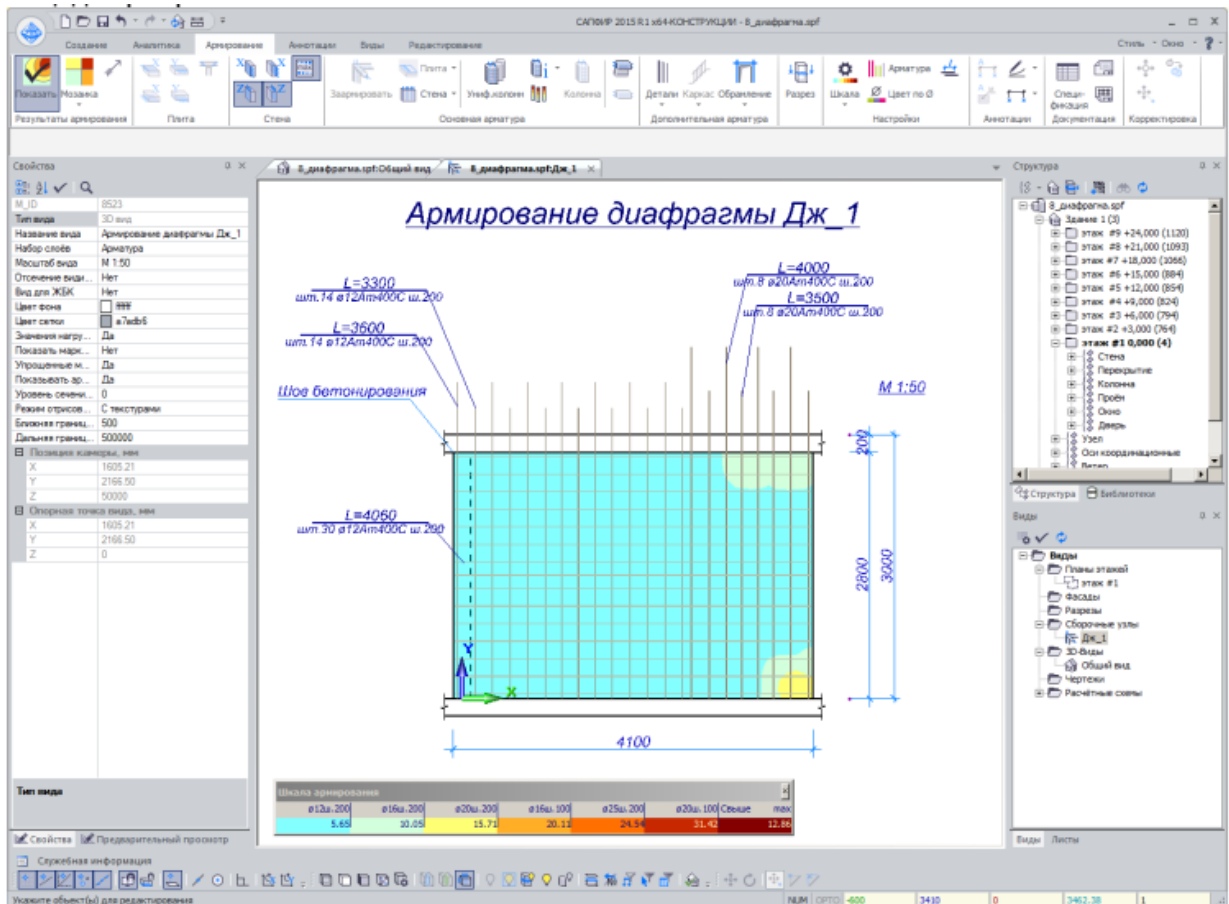 САПФИР 2015 R.1 x64-КОНСТРУКЦИИ - 8_диафрагма.spf
Создание Аналитика Армирование Аннотации Виды Редактирование
Стиль Окно ?
Показать Мозаика
Заармировать Плита Стена Униф.колонн Колонна
Детали Каркас Обрамление Разрез Шкала Арматура Цвет по Ø
Специ-
фикация
Результаты армирования Плита Стена Основная арматура Дополнительная арматура Настройки Аннотации Документация Корректировка
Свойства
M_ID 8523
Тип вида 3D вид
Название вида Армирование диафрагмы Дж_1
Набор слоёв Арматура
Масштаб вида М 1:50
Отсечение види... Нет
Вид для ЖБК Нет
Цвет фона ffffff
Цвет сетки a7adb5
Значения нагру... Да
Показать марк... Нет
Упрощенные м... Да
Показывать ар... Да
Уровень сечени... 0
Режим отрисов... С текстурами
Ближняя границ... 500
Дальняя границ... 500000
Позиция камеры, мм
X 1605.21
Y 2166.50
Z 50000
Опорная точка вида, мм
X 1605.21
Y 2166.50
Z 0
Тип вида
Свойства Предварительный просмотр
8_диафрагма.spf:Общий вид 8_диафрагма.spf:Дж_1
Армирование диафрагмы Дж_1
L=3300
шт.14 ø12Ат400С ш.200
L=3600
шт.14 ø12Ат400С ш.200
Шов бетонирования
L=4060
шт.30 ø12Ат400С ш.200
L=4000
шт.8 ø20Ат400С ш.200
L=3500
шт.8 ø20Ат400С ш.200
М 1:50
200
2800
3000
Y
X
4100
Шкала армирования
ø12ш.200 ø16ш.200 ø20ш.200 ø16ш.100 ø25ш.200 ø20ш.100 Свыше max
5.65 10.05 15.71 20.11 24.54 31.42 12.86
Структура
8_диафрагма.spf
Здание 1 (3)
этаж #9 +24,000 (1120)
этаж #8 +21,000 (1093)
этаж #7 +18,000 (1066)
этаж #6 +15,000 (884)
этаж #5 +12,000 (854)
этаж #4 +9,000 (824)
этаж #3 +6,000 (794)
этаж #2 +3,000 (764)
этаж #1 0,000 (4)
Стена
Перекрытие
Колонна
Проём
Окно
Дверь
Узел
Оси координационные
Ветер
Структура Библиотеки
Виды
Виды
Планы этажей
этаж #1
Фасады
Разрезы
Сборочные узлы
Дж_1
3D-Виды
Общий вид
Чертежи
Расчётные схемы
Виды Листы
Служебная информация
Укажите объект(ы) для редактирования
NUM ОРТО -600 3410 0 3462.38 1